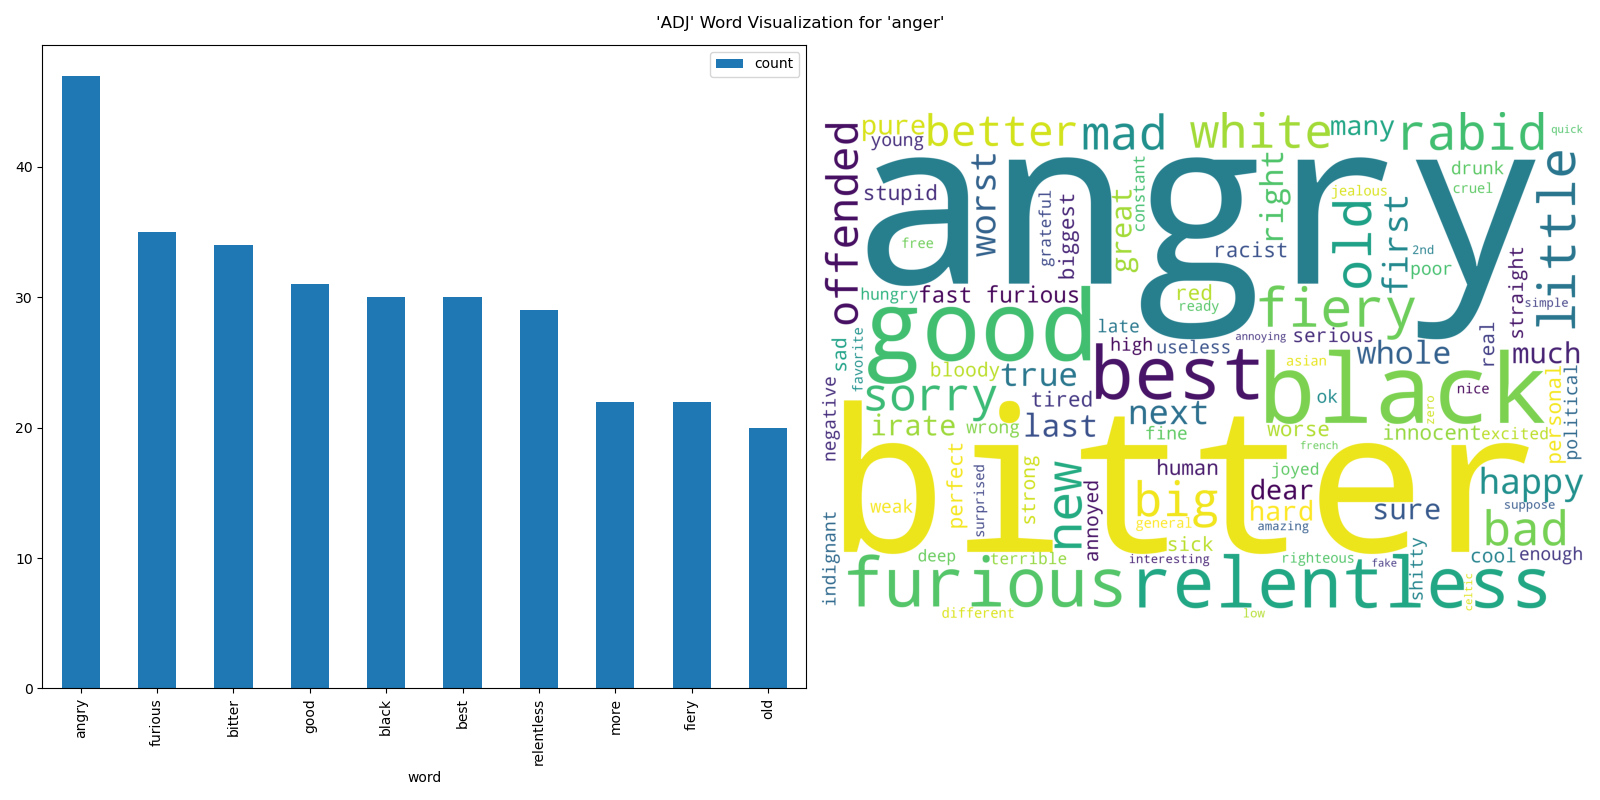 'ADJ' Word Visualization for 'anger'
count
40
30
20
10
0
angry
furious
bitter
good
black
best
relentless
more
fiery
old
word
offended
pure
better
mad
white
many
rabid
quick
young
angry
stupid
worst
constant
right
jealous
drunk
cruel
little
free
grateful
biggest
great
racist
old
first
2nd
poor
straight
hungry
fast furious
red
ready
fiery
simple
good
late
annoying
serious
real
sad
favorite
high
useless
whole
much
bloody
true
best
asian
black
nice
personal
political
negative
sorry
tired
next
ok
zero
irate
wrong
last
fine
worse
innocent
excited
french
bitter
human
joyed
perfect
surprised
strong
new
annoyed
big
dear
happy
weak
general
hard
amazing
sure
suppose
bad
indignant
deep
terrible
sick
interesting
righteous
fake
shitty
cool
enough
furious
relentless
celtic
different
low